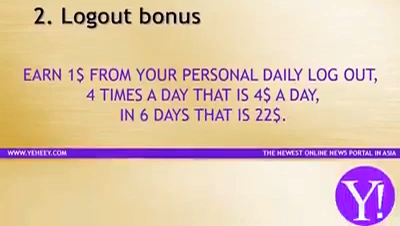 2. Logout bonus
EARN 1$ FROM YOUR PERSONAL DAILY LOG OUT,
4 TIMES A DAY THAT IS 4$ A DAY,
IN 6 DAYS THAT IS 22$.
WWW.YEHEEY.COM THE NEWEST ONLINE NEWS PORTAL IN ASIA
Y!